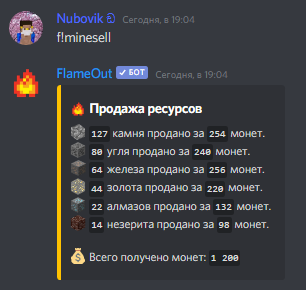 Nubovik Сегодня, в 19:04
f!minesell
FlameOut ✓ БОТ Сегодня, в 19:04
Продажа ресурсов
127 камня продано за 254 монет.
80 угля продано за 240 монет.
64 железа продано за 256 монет.
44 золота продано за 220 монет.
22 алмазов продано за 132 монет.
14 незерита продано за 98 монет.
Всего получено монет: 1 200